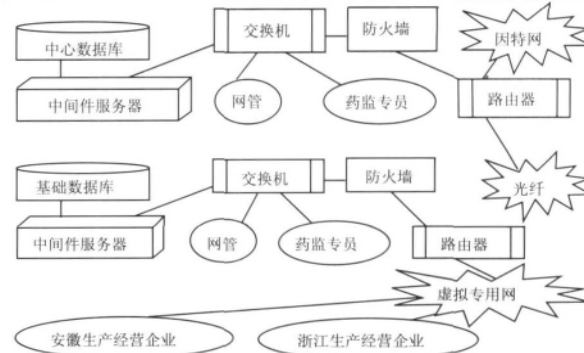 中心数据库
交换机
防火墙
因特网
中间件服务器
网管
药监专员
路由器
基础数据库
交换机
防火墙
光纤
中间件服务器
网管
药监专员
路由器
虚拟专用网
安徽生产经营企业
浙江生产经营企业